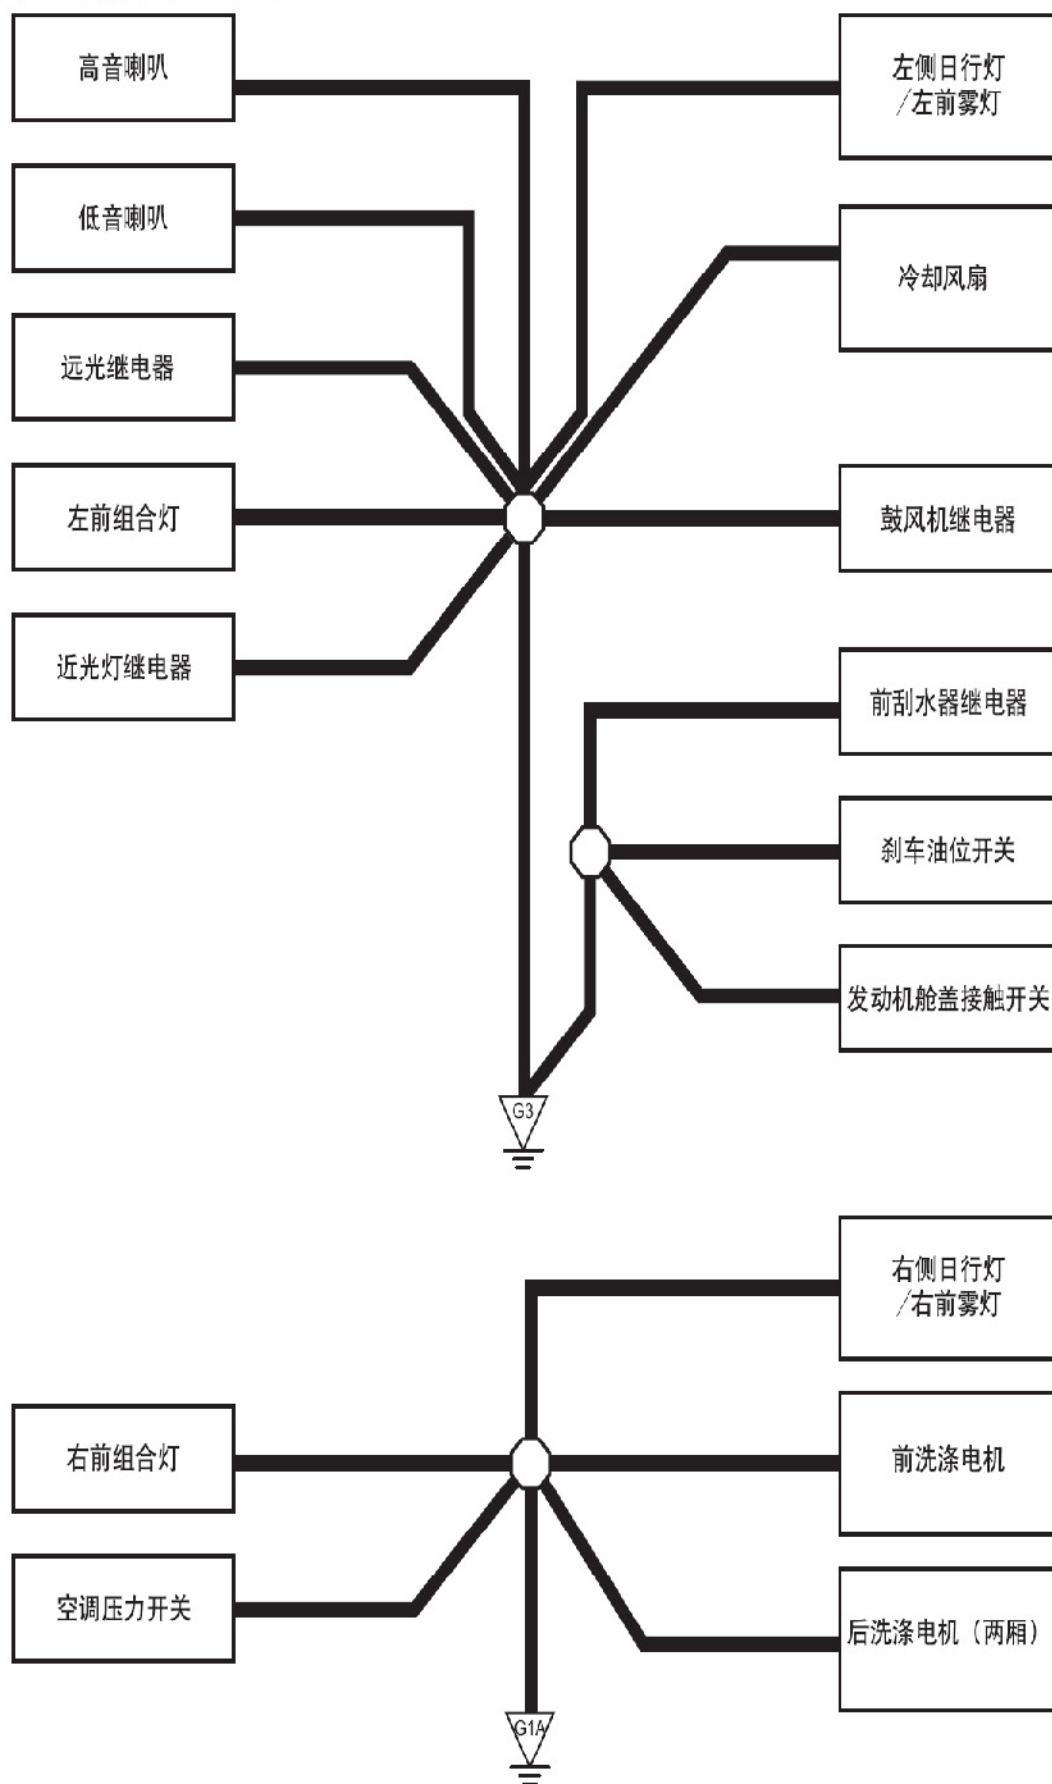 高音喇叭
左侧日行灯
/左前雾灯
低音喇叭
冷却风扇
远光继电器
左前组合灯
鼓风机继电器
近光灯继电器
前刮水器继电器
刹车油位开关
发动机舱盖接触开关
G3
右侧日行灯
/右前雾灯
右前组合灯
前洗涤电机
空调压力开关
后洗涤电机（两厢）
G1A